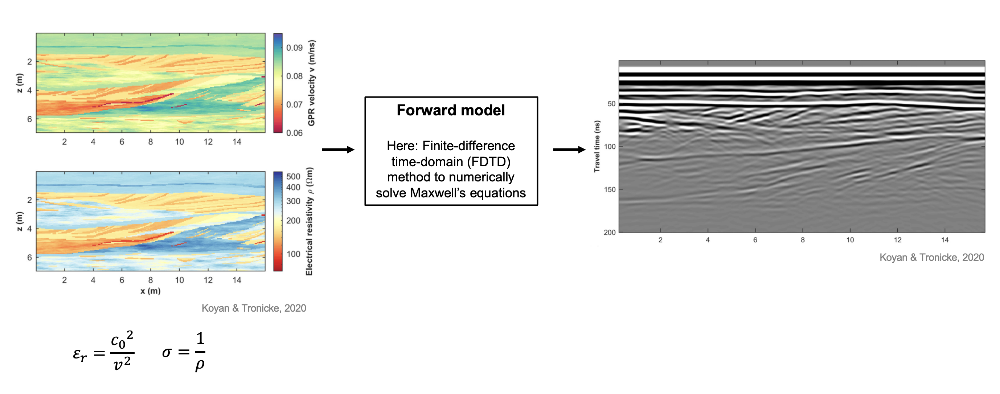 0.09
0.08
0.07
0.06
GPR velocity v (m/ns)
2
4
6
z (m)
2 4 6 8 10 12 14
500
400
300
200
100
Electrical resistivity ρ (Ωm)
2
4
6
z (m)
2 4 6 8 10 12 14
x (m)
Koyan & Tronicke, 2020
εr = c0² / v²
σ = 1 / ρ
Forward model
Here: Finite-difference
time-domain (FDTD)
method to numerically
solve Maxwell’s equations
50
100
150
200
Travel time (ns)
2 4 6 8 10 12 14
Koyan & Tronicke, 2020